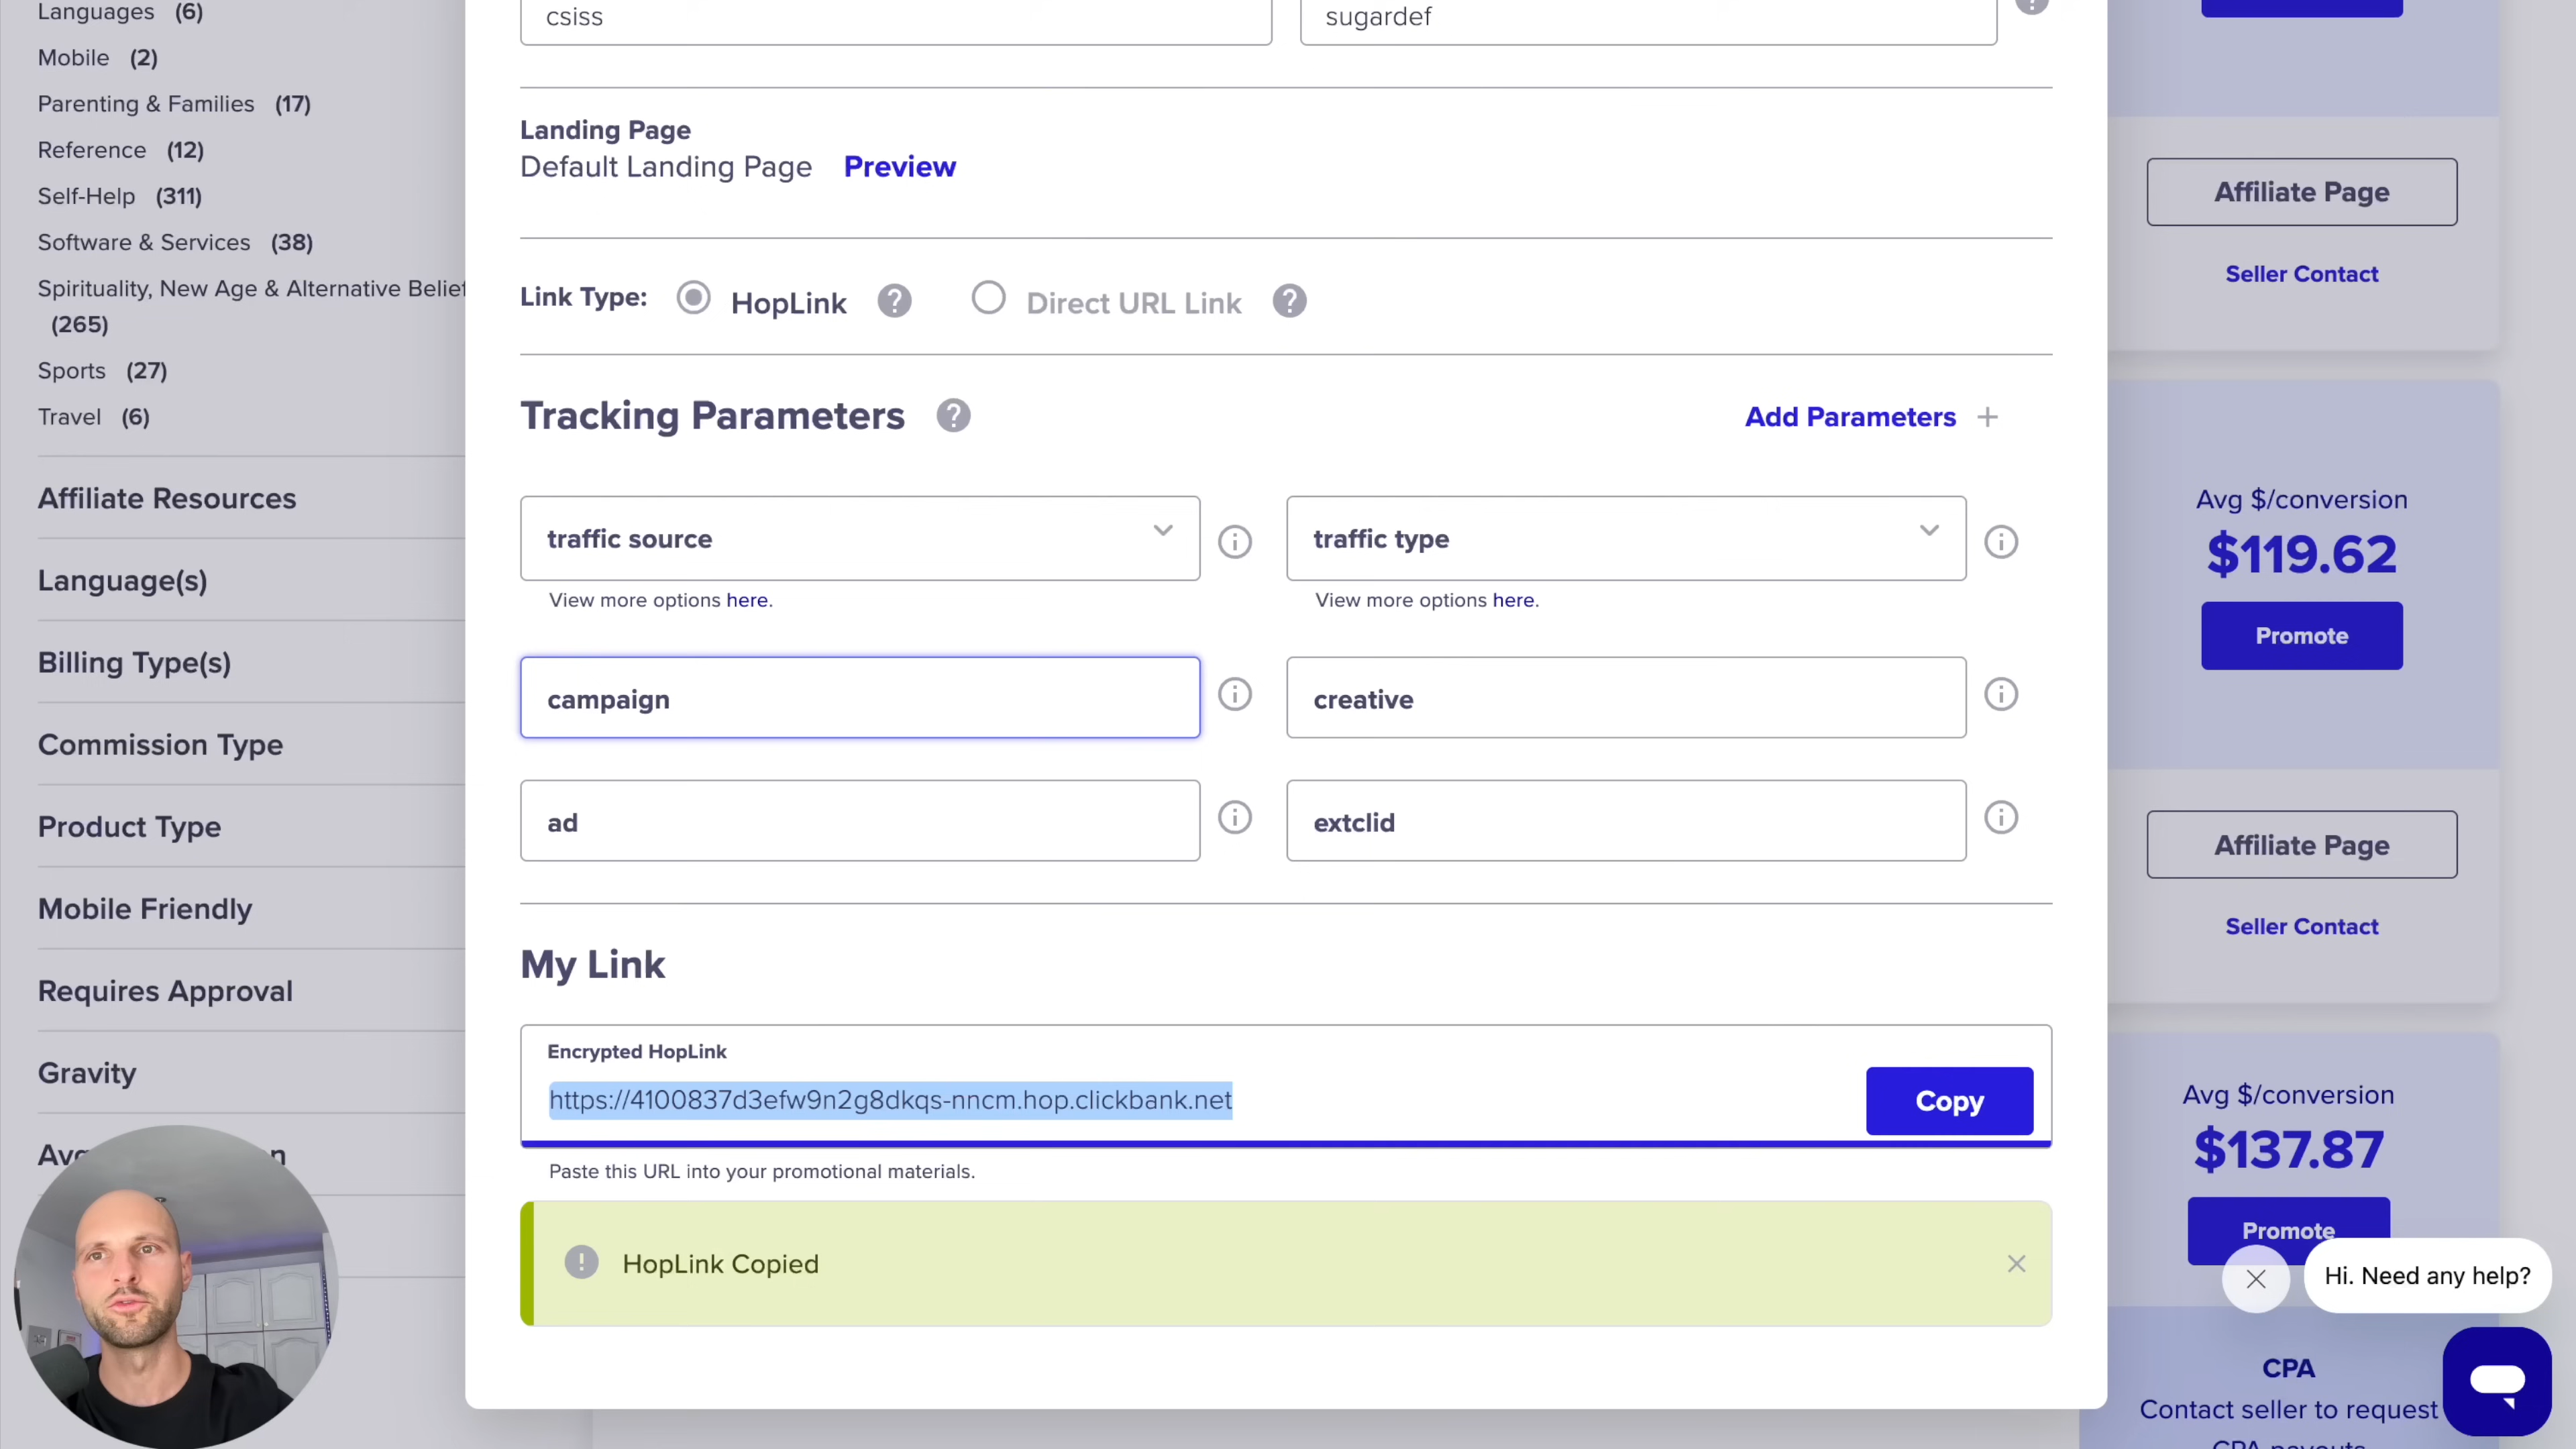 Languages (6)
Mobile (2)
Parenting & Families (17)
Reference (12)
Self-Help (311)
Software & Services (38)
Spirituality, New Age & Alternative Belief
(265)
Sports (27)
Travel (6)
Affiliate Resources
Language(s)
Billing Type(s)
Commission Type
Product Type
Mobile Friendly
Requires Approval
Gravity
csiss
sugardef
Landing Page
Default Landing Page Preview
Link Type: HopLink ? Direct URL Link ?
Tracking Parameters ? Add Parameters +
traffic source
traffic type
View more options here.
View more options here.
campaign
creative
ad
extclid
My Link
Encrypted HopLink
https://4100837d3efw9n2g8dkqs-nncm.hop.clickbank.net
Copy
Paste this URL into your promotional materials.
HopLink Copied
Affiliate Page
Seller Contact
Avg $/conversion
$119.62
Promote
Affiliate Page
Seller Contact
Avg $/conversion
$137.87
Promote
Hi. Need any help?
CPA
Contact seller to request